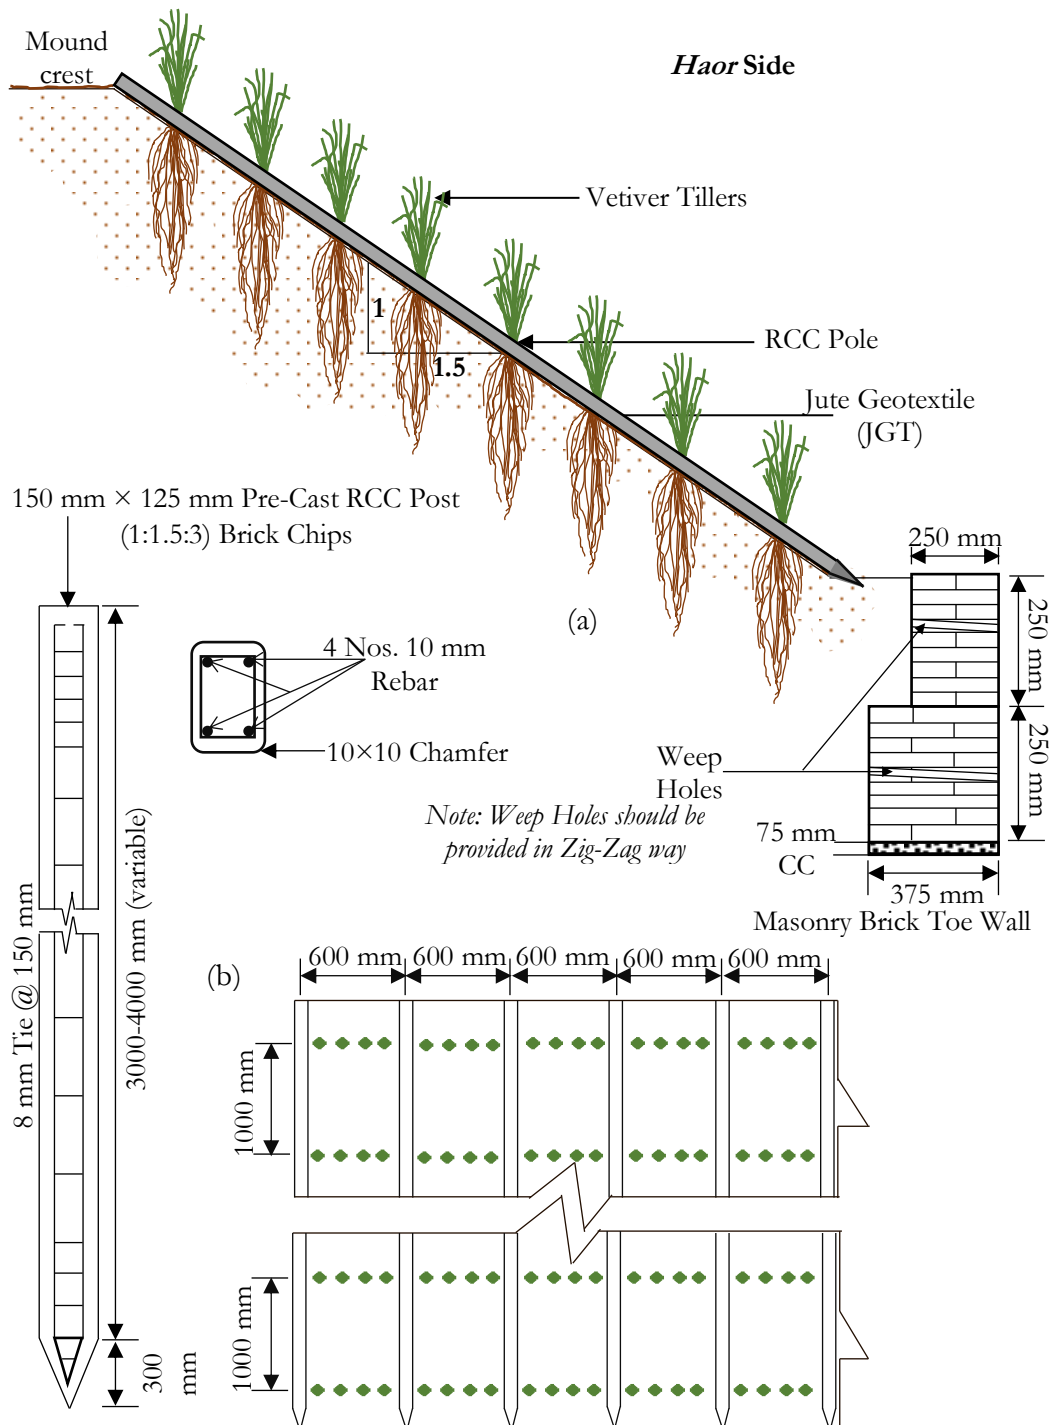 Mound
crest
Haor Side
Vetiver Tillers
1
1.5
RCC Pole
Jute Geotextile
(JGT)
150 mm × 125 mm Pre-Cast RCC Post
(1:1.5:3) Brick Chips
250 mm
(a)
250 mm
4 Nos. 10 mm
Rebar
10×10 Chamfer
Weep
Holes
250 mm
Note: Weep Holes should be
provided in Zig-Zag way
75 mm
CC
375 mm
Masonry Brick Toe Wall
8 mm Tie @ 150 mm
3000-4000 mm (variable)
300
mm
(b)
600 mm 600 mm 600 mm 600 mm 600 mm
1000 mm
1000 mm